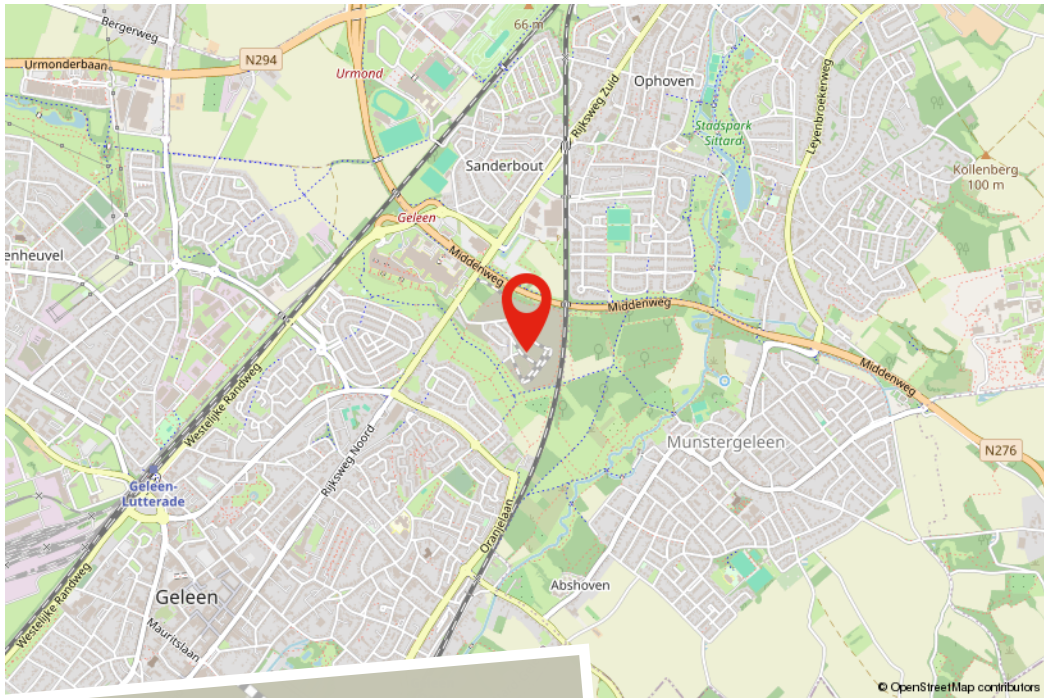 66 m
Bergerweg
N294
Urmonderbaan
Urmond
Ophoven
Rijksweg Zuid
Leyenbroekerweg
Stadspark
Sittard
Sanderbout
Kollenberg
100 m
Geleen
enheuvel
Middenweg
Middenweg
Middenweg
Westelijke Randweg
Rijksweg Noord
Munstergeleen
N276
Geleen-
Lutterade
Oranjelaan
Westelijke Randweg
Abshoven
Geleen
Mauritslaan
© OpenStreetMap contributors